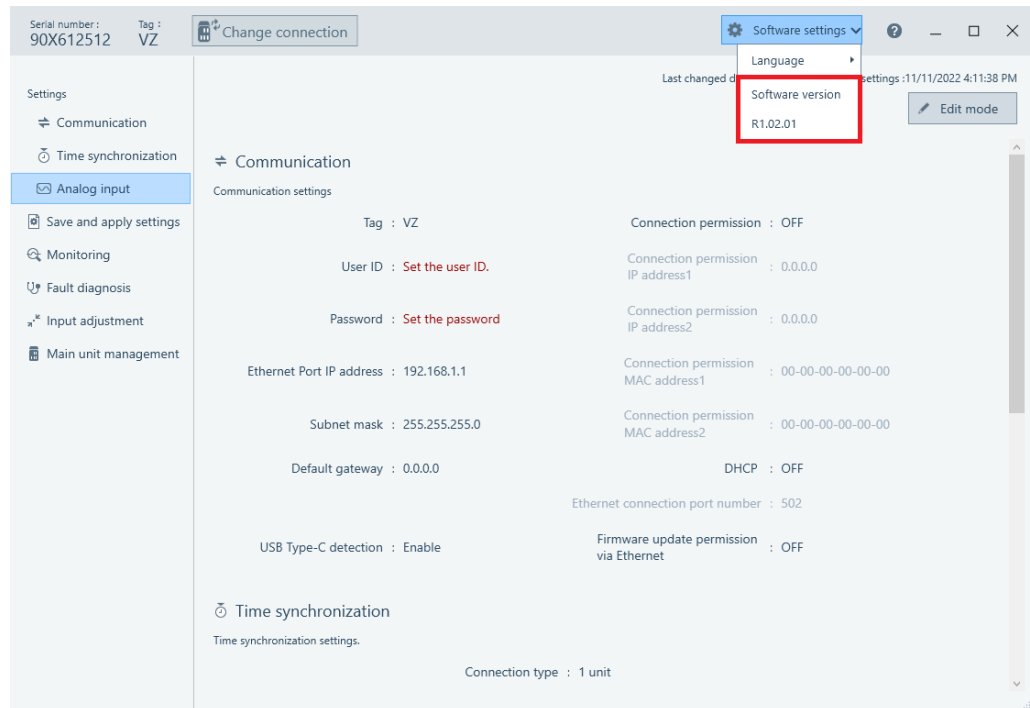 Serial number : Tag :
90X612512 VZ
Change connection
Software settings
Language
Software version
R1.02.01
Last changed d ettings :11/11/2022 4:11:38 PM
Edit mode
Settings
Communication
Time synchronization
Analog input
Save and apply settings
Monitoring
Fault diagnosis
Input adjustment
Main unit management
Communication
Communication settings
Tag : VZ Connection permission : OFF
User ID : Set the user ID. Connection permission
IP address1 : 0.0.0.0
Password : Set the password Connection permission
IP address2 : 0.0.0.0
Ethernet Port IP address : 192.168.1.1 Connection permission
MAC address1 : 00-00-00-00-00-00
Subnet mask : 255.255.255.0 Connection permission
MAC address2 : 00-00-00-00-00-00
Default gateway : 0.0.0.0 DHCP : OFF
Ethernet connection port number : 502
USB Type-C detection : Enable Firmware update permission
via Ethernet : OFF
Time synchronization
Time synchronization settings.
Connection type : 1 unit